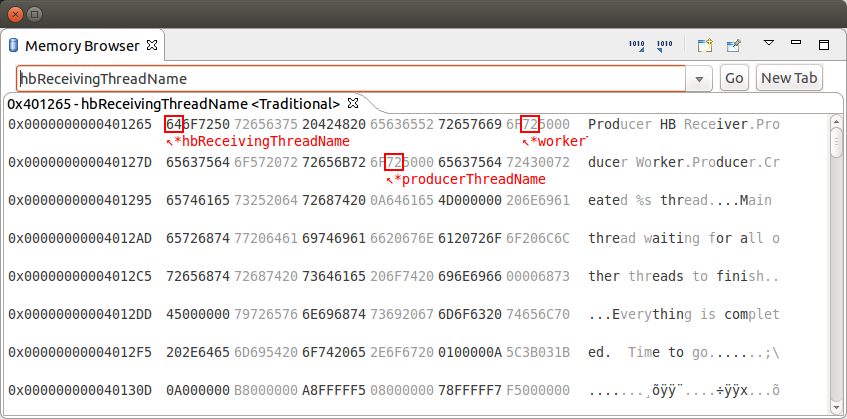 Memory Browser
1010 1010
hbReceivingThreadName Go New Tab
0x401265 - hbReceivingThreadName <Traditional>
0x0000000000401265 646F7250 72656375 20424820 65636552 72657669 6F725000 Producer HB Receiver.Pro
↖*hbReceivingThreadName ↖*worker
0x000000000040127D 65637564 6F572072 72656B72 6F725000 65637564 72430072 ducer Worker.Producer.Cr
↖*producerThreadName
0x0000000000401295 65746165 73252064 72687420 0A646165 4D000000 206E6961 eated %s thread....Main
0x00000000004012AD 65726874 77206461 69746961 6620676E 6120726F 6F206C6C thread waiting for all o
0x00000000004012C5 72656874 72687420 73646165 206F7420 696E6966 00006873 ther threads to finish..
0x00000000004012DD 45000000 79726576 6E696874 73692067 6D6F6320 74656C70 ...Everything is complet
0x00000000004012F5 202E6465 6D695420 6F742065 2E6F6720 0100000A 5C3B031B ed.  Time to go.......;\
0x000000000040130D 0A000000 B8000000 A8FFFFF5 08000000 78FFFFF7 F5000000 .......¸õÿÿ¨....÷ÿÿx...õ